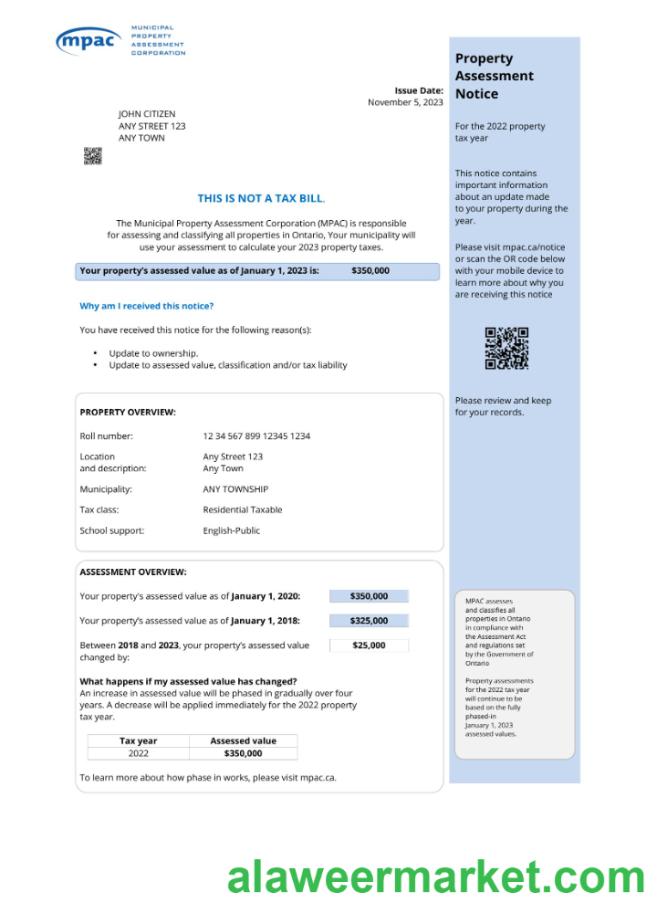 mpac
MUNICIPAL
PROPERTY
ASSESSMENT
CORPORATION
Issue Date:
November 5, 2023
JOHN CITIZEN
ANY STREET 123
ANY TOWN
THIS IS NOT A TAX BILL.
The Municipal Property Assessment Corporation (MPAC) is responsible
for assessing and classifying all properties in Ontario, Your municipality will
use your assessment to calculate your 2023 property taxes.
Your property's assessed value as of January 1, 2023 is: $350,000
Why am I received this notice?
You have received this notice for the following reason(s):
• Update to ownership.
• Update to assessed value, classification and/or tax liability
PROPERTY OVERVIEW:
Roll number: 12 34 567 899 12345 1234
Location Any Street 123
and description: Any Town
Municipality: ANY TOWNSHIP
Tax class: Residential Taxable
School support: English-Public
ASSESSMENT OVERVIEW:
Your property's assessed value as of January 1, 2020: $350,000
Your property's assessed value as of January 1, 2018: $325,000
Between 2018 and 2023, your property's assessed value $25,000
changed by:
What happens if my assessed value has changed?
An increase in assessed value will be phased in gradually over four
years. A decrease will be applied immediately for the 2022 property
tax year.
Tax year Assessed value
2022 $350,000
To learn more about how phase in works, please visit mpac.ca.
Property
Assessment
Notice
For the 2022 property
tax year
This notice contains
important information
about an update made
to your property during the
year.
Please visit mpac.ca/notice
or scan the OR code below
with your mobile device to
learn more about why you
are receiving this notice
Please review and keep
for your records.
MPAC assesses
and classifies all
properties in Ontario
in compliance with
the Assessment Act
and regulations set
by the Government of
Ontario
Property assessments
for the 2022 tax year
will continue to be
based on the fully
phased-in
January 1, 2023
assessed values.
alaweermarket.com